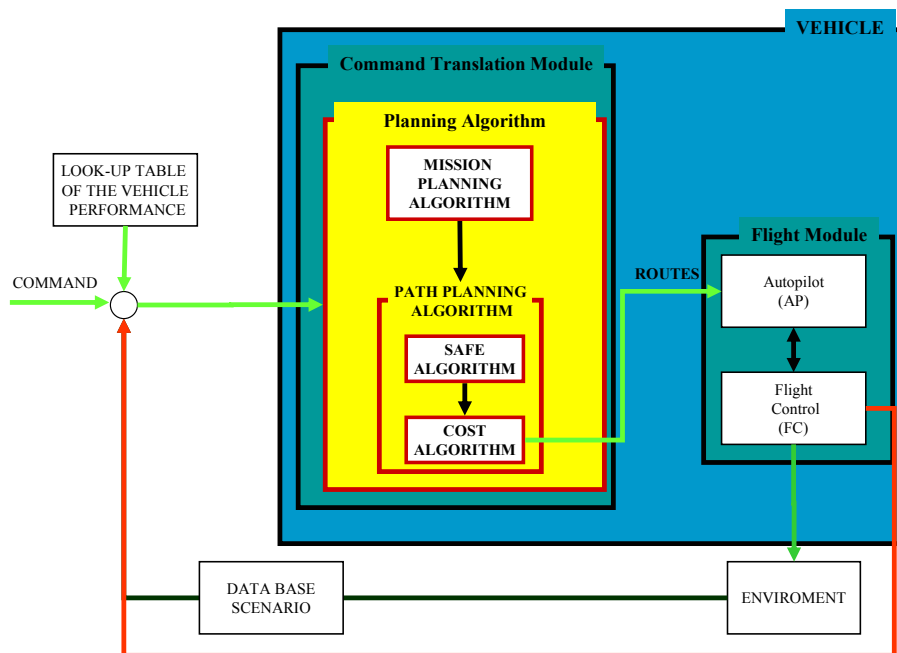 VEHICLE
Command Translation Module
Planning Algorithm
MISSION
PLANNING
ALGORITHM
LOOK-UP TABLE
OF THE VEHICLE
PERFORMANCE
Flight Module
COMMAND
ROUTES
Autopilot
(AP)
PATH PLANNING
ALGORITHM
SAFE
ALGORITHM
Flight
Control
(FC)
COST
ALGORITHM
DATA BASE
SCENARIO
ENVIROMENT